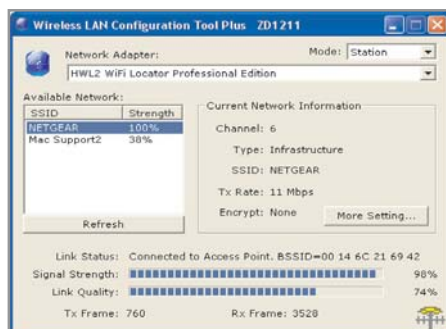 Wireless LAN Configuration Tool Plus ZD1211
Network Adapter:
Mode: Station
HWL2 WiFi Locator Professional Edition
Available Network:
SSID Strength
NETGEAR 100%
Mac Support2 38%
Refresh
Current Network Information
Channel: 6
Type: Infrastructure
SSID: NETGEAR
Tx Rate: 11 Mbps
Encrypt: None
More Setting...
Link Status: Connected to Access Point. BSSID=00 14 6C 21 69 42
Signal Strength: 98%
Link Quality: 74%
Tx Frame: 760 Rx Frame: 3528